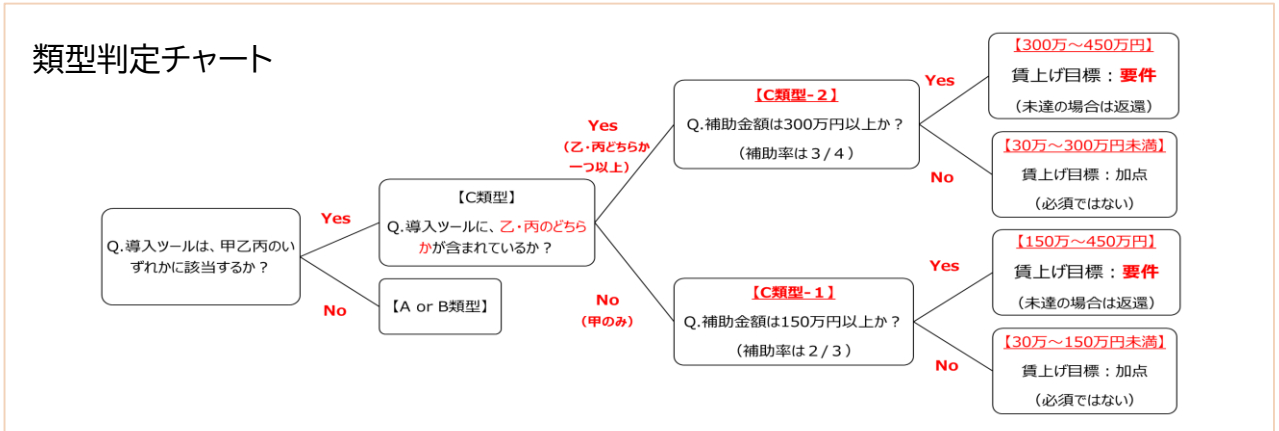 類型判定チャート
Q.導入ツールは、甲乙丙のい
ずれかに該当するか?
Yes
No
【C類型】
Q.導入ツールに、乙・丙のどちら
かが含まれているか?
【A or B類型】
Yes
(乙・丙どちらか
一つ以上)
No
(甲のみ)
【C類型-2】
Q.補助金額は300万円以上か?
(補助率は3/4)
Yes
No
【300万~450万円】
賃上げ目標:要件
(未達の場合は返還)
【30万~300万円未満】
賃上げ目標:加点
(必須ではない)
【C類型-1】
Q.補助金額は150万円以上か?
(補助率は2/3)
Yes
No
【150万~450万円】
賃上げ目標:要件
(未達の場合は返還)
【30万~150万円未満】
賃上げ目標:加点
(必須ではない)